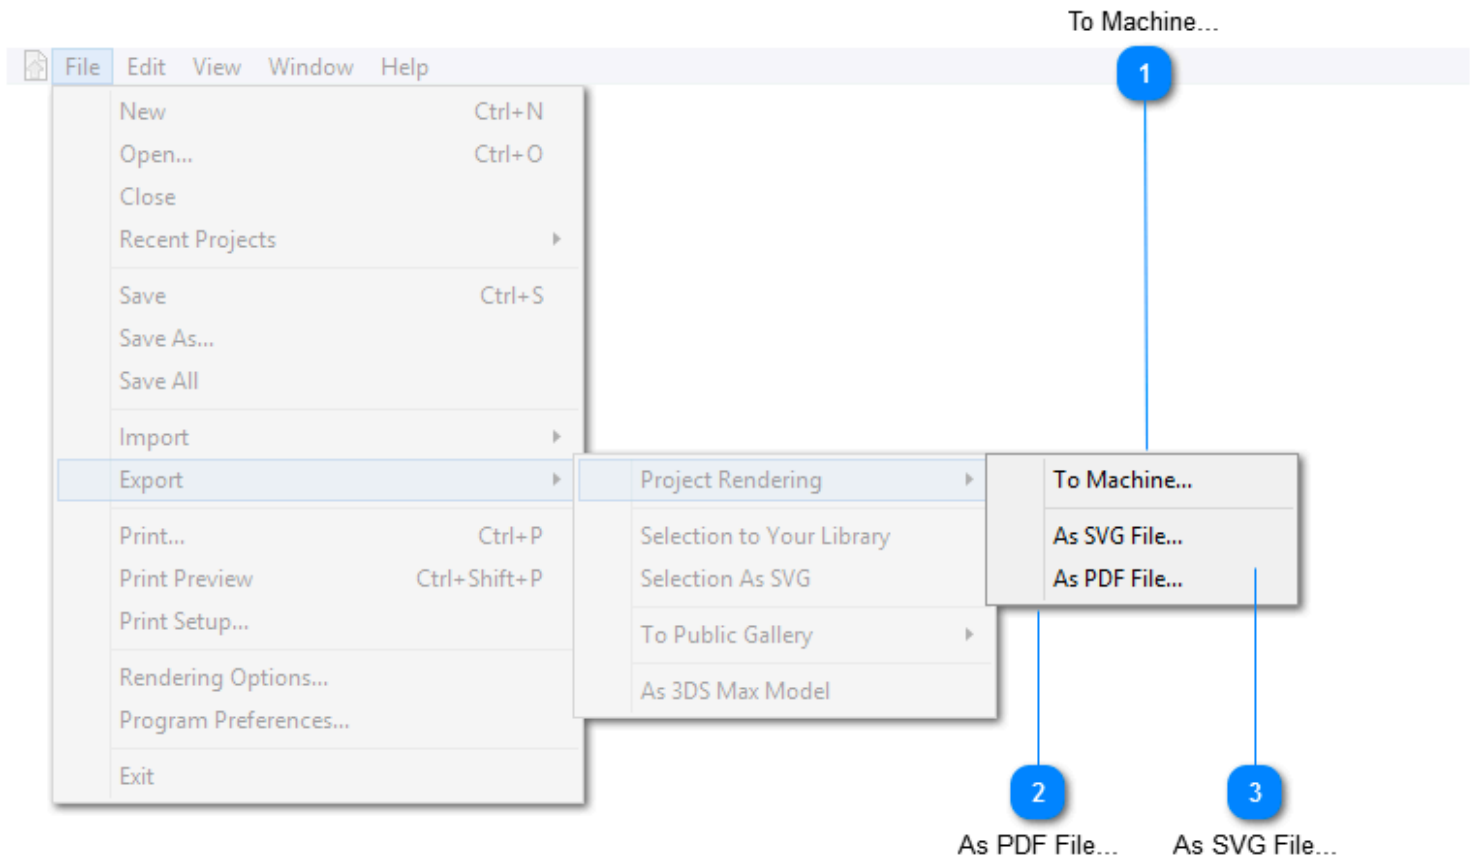 To Machine...
1
File Edit View Window Help
New Ctrl+N
Open... Ctrl+O
Close
Recent Projects
Save Ctrl+S
Save As...
Save All
Import
Export
Print... Ctrl+P
Print Preview Ctrl+Shift+P
Print Setup...
Rendering Options...
Program Preferences...
Exit
Project Rendering
Selection to Your Library
Selection As SVG
To Public Gallery
As 3DS Max Model
To Machine...
As SVG File...
As PDF File...
2
As PDF File...
3
As SVG File...